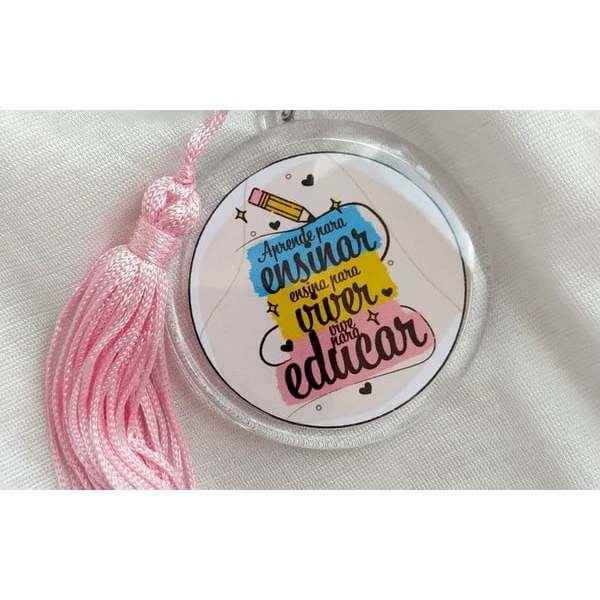 Aprende para
ensinar
ensina para
viver
vive
para
educar